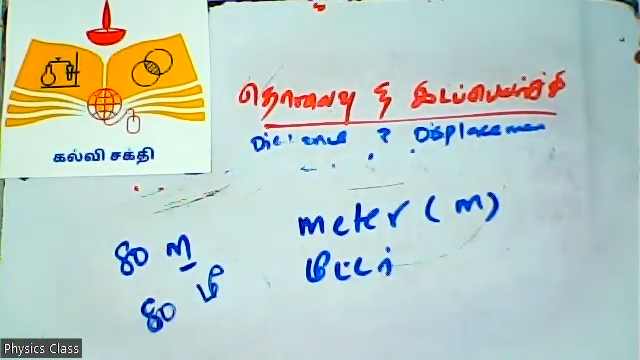 கல்வி சக்தி
தொலைவு & இடப்பெயர்ச்சி
Distance & Displacement
meter (m)
80 m
மீட்டர்
80 மீ
Physics Class